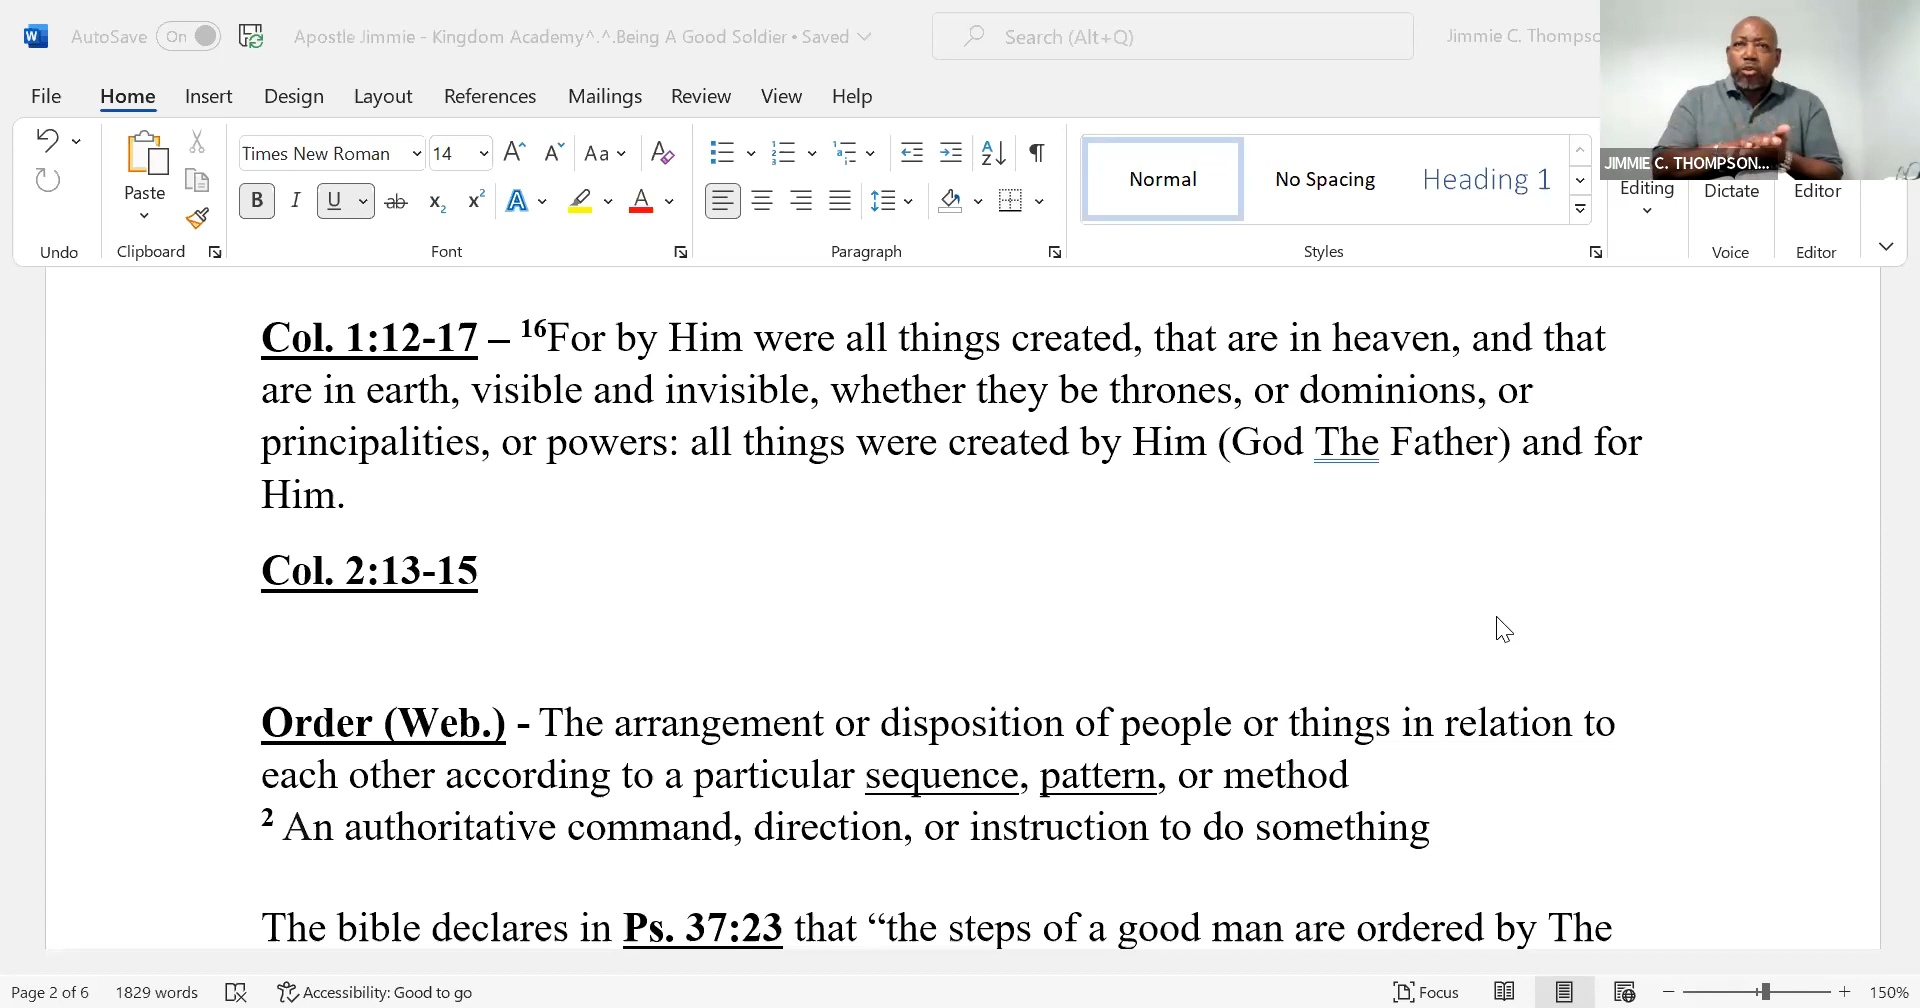 AutoSave On Apostle Jimmie - Kingdom Academy^.^.Being A Good Soldier • Saved Search (Alt+Q) Jimmie C. Thompso
File Home Insert Design Layout References Mailings Review View Help
JIMMIE C. THOMPSON...
Times New Roman 14 Aa
Paste
B I U ab x2 x2 A A
Normal No Spacing Heading 1
Editing Dictate Editor
Undo Clipboard Font Paragraph Styles Voice Editor
Col. 1:12-17 – 16For by Him were all things created, that are in heaven, and that
are in earth, visible and invisible, whether they be thrones, or dominions, or
principalities, or powers: all things were created by Him (God The Father) and for
Him.
Col. 2:13-15
Order (Web.) - The arrangement or disposition of people or things in relation to
each other according to a particular sequence, pattern, or method
2 An authoritative command, direction, or instruction to do something
The bible declares in Ps. 37:23 that “the steps of a good man are ordered by The
Page 2 of 6 1829 words Accessibility: Good to go Focus 150%